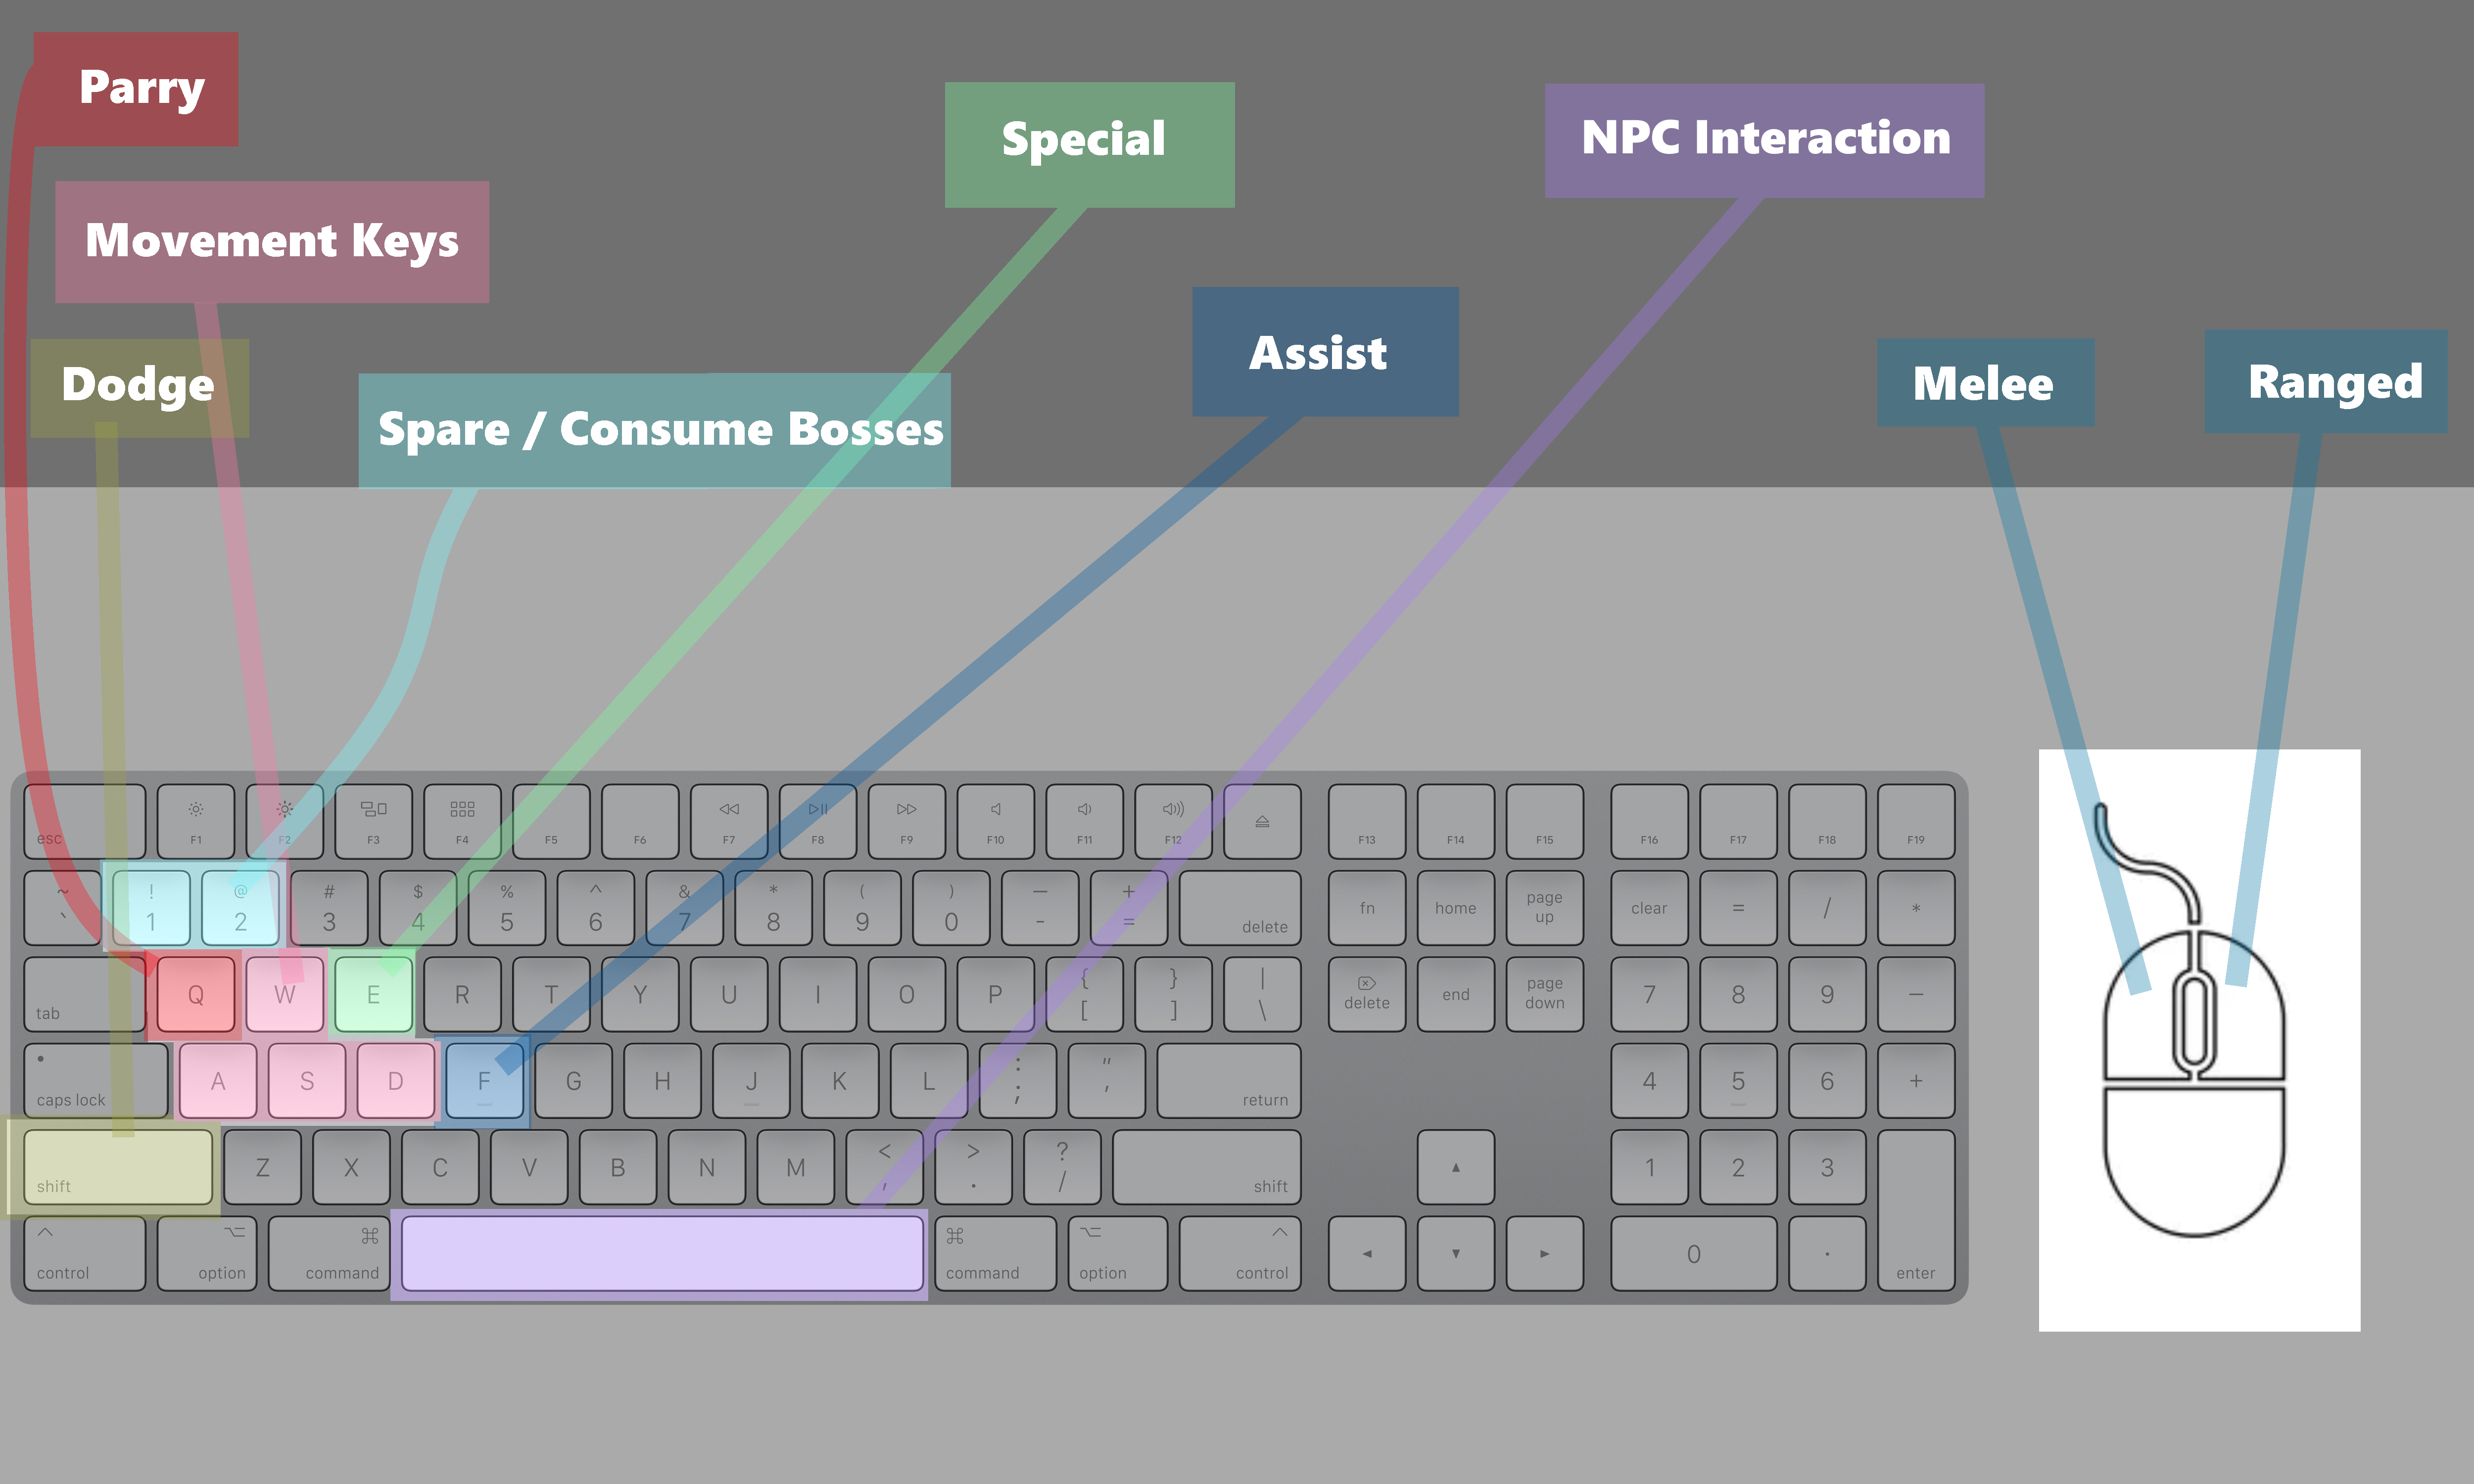 Parry
Special
NPC Interaction
Movement Keys
Assist
Dodge
Spare / Consume Bosses
Melee
Ranged
esc F1 F2 F3 F4 F5 F6 F7 F8 F9 F10 F11 F12 F13 F14 F15 F16 F17 F18 F19
~ ! @ # $ % ^ & * ( ) — +
` 1 2 3 4 5 6 7 8 9 0 - = delete fn home page up clear = / *
tab Q W E R T Y U I O P { [ } ] | \ delete end page down 7 8 9 —
caps lock A S D F G H J K L : ; " ' return 4 5 6 +
shift Z X C V B N M < , > . ? / shift 1 2 3
control option command command option control 0 . enter